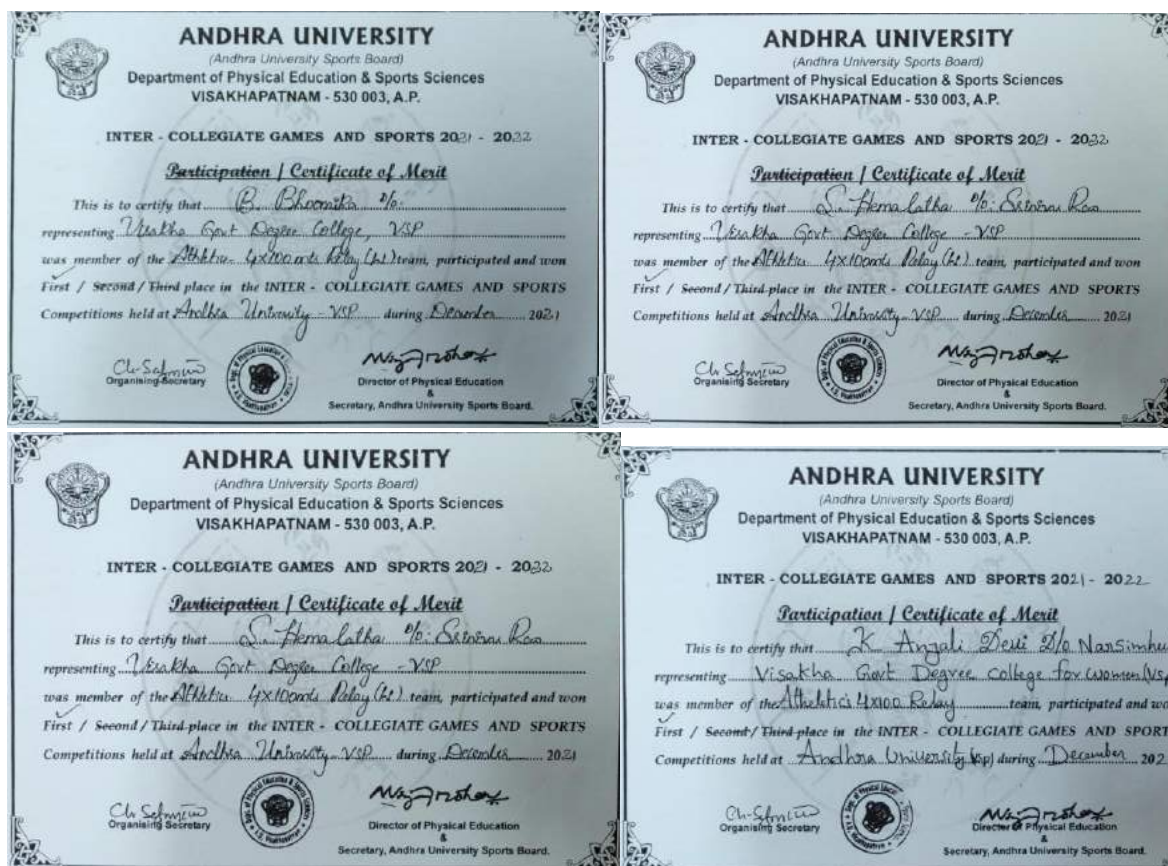 ANDHRA UNIVERSITY
(Andhra University Sports Board)
Department of Physical Education & Sports Sciences
VISAKHAPATNAM - 530 003, A.P.
INTER - COLLEGIATE GAMES AND SPORTS 2021 - 2022
Participation / Certificate of Merit
This is to certify that B. Bhoomika D/o.
representing Visakha Govt Degree College, VSP
was member of the Athletics 4x100mts Relay team, participated and won
First / Second / Third place in the INTER - COLLEGIATE GAMES AND SPORTS
Competitions held at Andhra University - VSP during December 2021
Organising Secretary
Director of Physical Education
&
Secretary, Andhra University Sports Board.
ANDHRA UNIVERSITY
(Andhra University Sports Board)
Department of Physical Education & Sports Sciences
VISAKHAPATNAM - 530 003, A.P.
INTER - COLLEGIATE GAMES AND SPORTS 2021 - 2022
Participation / Certificate of Merit
This is to certify that S. Hema latha D/o: Srinivas Rao
representing Visakha Govt Degree College - VSP
was member of the Athletics 4x100mts Relay team, participated and won
First / Second / Third place in the INTER - COLLEGIATE GAMES AND SPORTS
Competitions held at Andhra University - VSP during December 2021
Organising Secretary
Director of Physical Education
&
Secretary, Andhra University Sports Board.
ANDHRA UNIVERSITY
(Andhra University Sports Board)
Department of Physical Education & Sports Sciences
VISAKHAPATNAM - 530 003, A.P.
INTER - COLLEGIATE GAMES AND SPORTS 2021 - 2022
Participation / Certificate of Merit
This is to certify that S. Hema latha D/o: Srinivas Rao
representing Visakha Govt Degree College - VSP
was member of the Athletics 4x100mts Relay team, participated and won
First / Second / Third place in the INTER - COLLEGIATE GAMES AND SPORTS
Competitions held at Andhra University - VSP during December 2021
Organising Secretary
Director of Physical Education
&
Secretary, Andhra University Sports Board.
ANDHRA UNIVERSITY
(Andhra University Sports Board)
Department of Physical Education & Sports Sciences
VISAKHAPATNAM - 530 003, A.P.
INTER - COLLEGIATE GAMES AND SPORTS 2021 - 2022
Participation / Certificate of Merit
This is to certify that K Anjali Devi D/o Narsimhu
representing Visakha Govt Degree College for women (Vsp
was member of the Atheletics 4x100 Relay team, participated and wo
First / Second / Third place in the INTER - COLLEGIATE GAMES AND SPORT
Competitions held at Andhra University (Vsp) during December 202
Organising Secretary
Director of Physical Education
&
Secretary, Andhra University Sports Board.